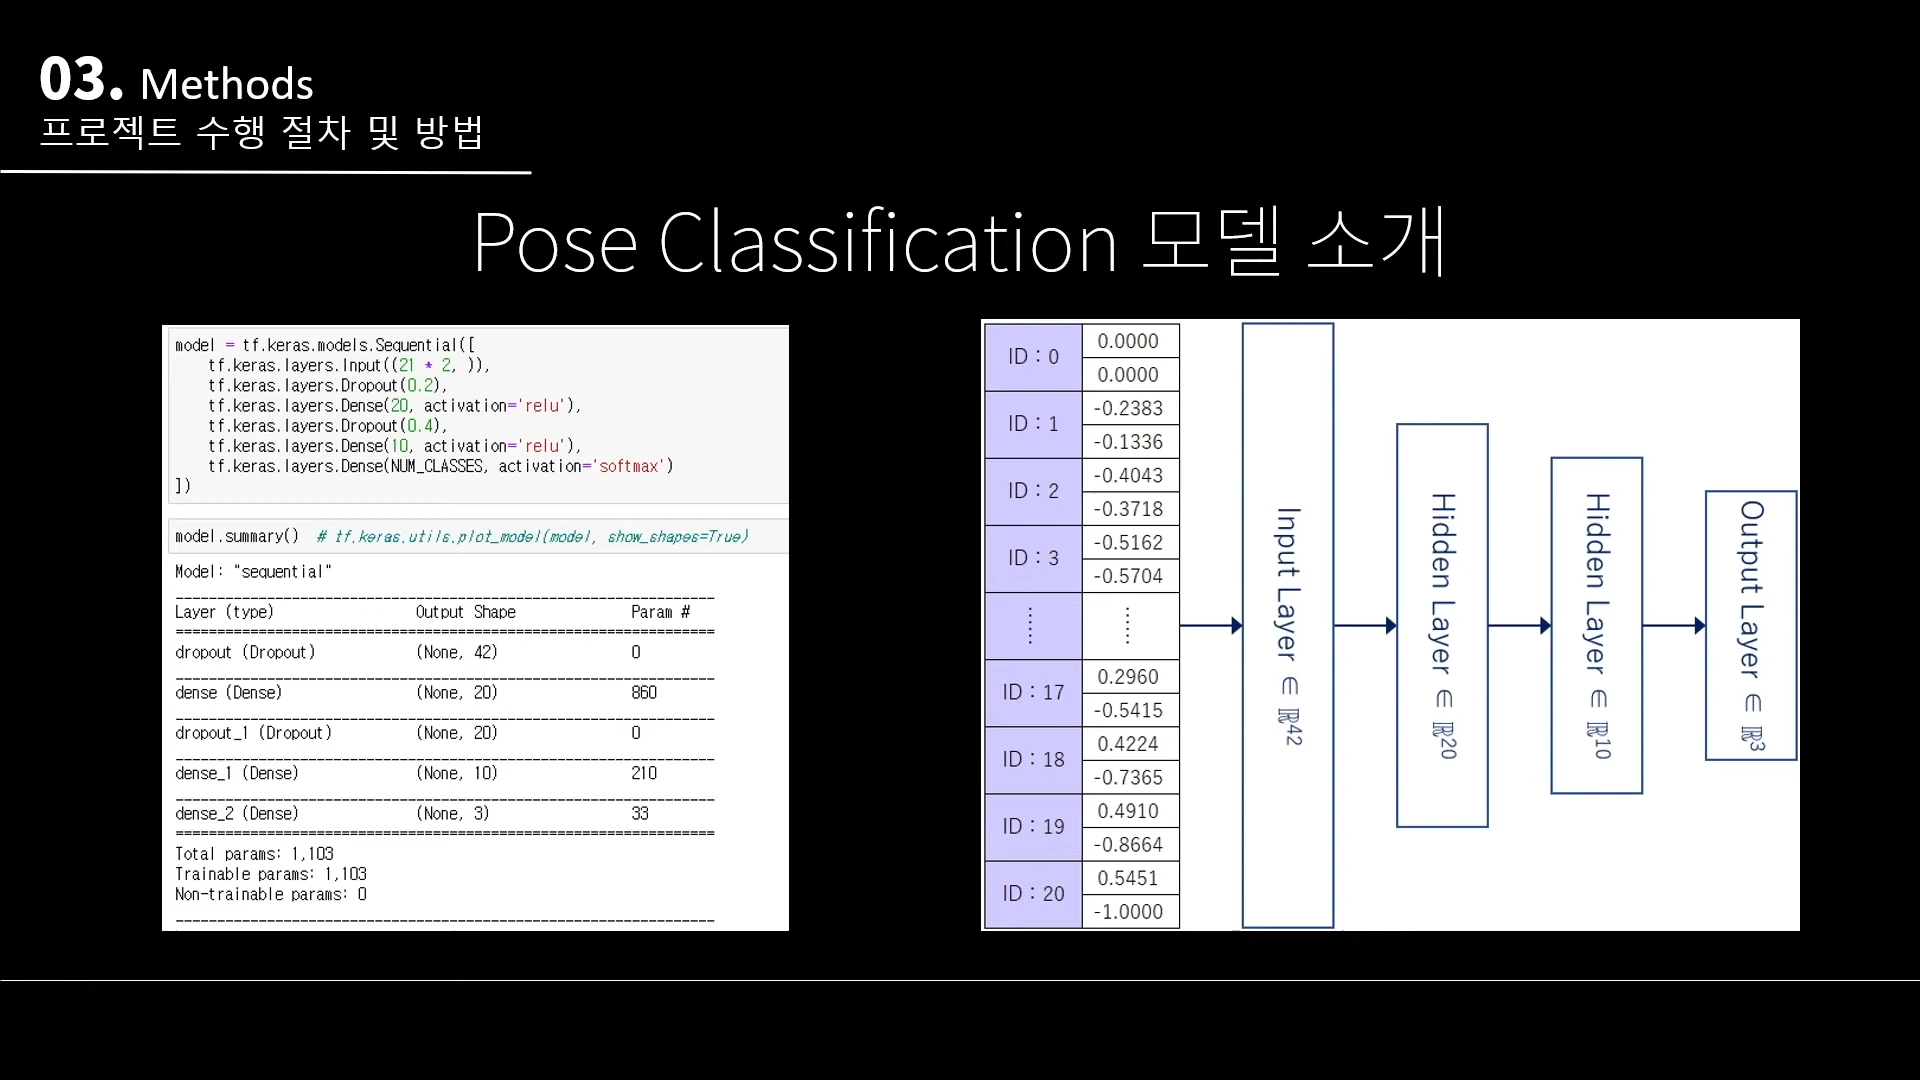 03. Methods
프로젝트 수행 절차 및 방법
Pose Classification 모델 소개
model = tf.keras.models.Sequential([
    tf.keras.layers.Input((21 * 2, )),
    tf.keras.layers.Dropout(0.2),
    tf.keras.layers.Dense(20, activation='relu'),
    tf.keras.layers.Dropout(0.4),
    tf.keras.layers.Dense(10, activation='relu'),
    tf.keras.layers.Dense(NUM_CLASSES, activation='softmax')
])
model.summary()  # tf.keras.utils.plot_model(model, show_shapes=True)
Model: "sequential"
Layer (type) Output Shape Param #
dropout (Dropout) (None, 42) 0
dense (Dense) (None, 20) 860
dropout_1 (Dropout) (None, 20) 0
dense_1 (Dense) (None, 10) 210
dense_2 (Dense) (None, 3) 33
Total params: 1,103
Trainable params: 1,103
Non-trainable params: 0
ID : 0
0.0000
0.0000
ID : 1
-0.2383
-0.1336
ID : 2
-0.4043
-0.3718
ID : 3
-0.5162
-0.5704
ID : 17
0.2960
-0.5415
ID : 18
0.4224
-0.7365
ID : 19
0.4910
-0.8664
ID : 20
0.5451
-1.0000
Input Layer ∈ ℝ⁴²
Hidden Layer ∈ ℝ²⁰
Hidden Layer ∈ ℝ¹⁰
Output Layer ∈ ℝ³